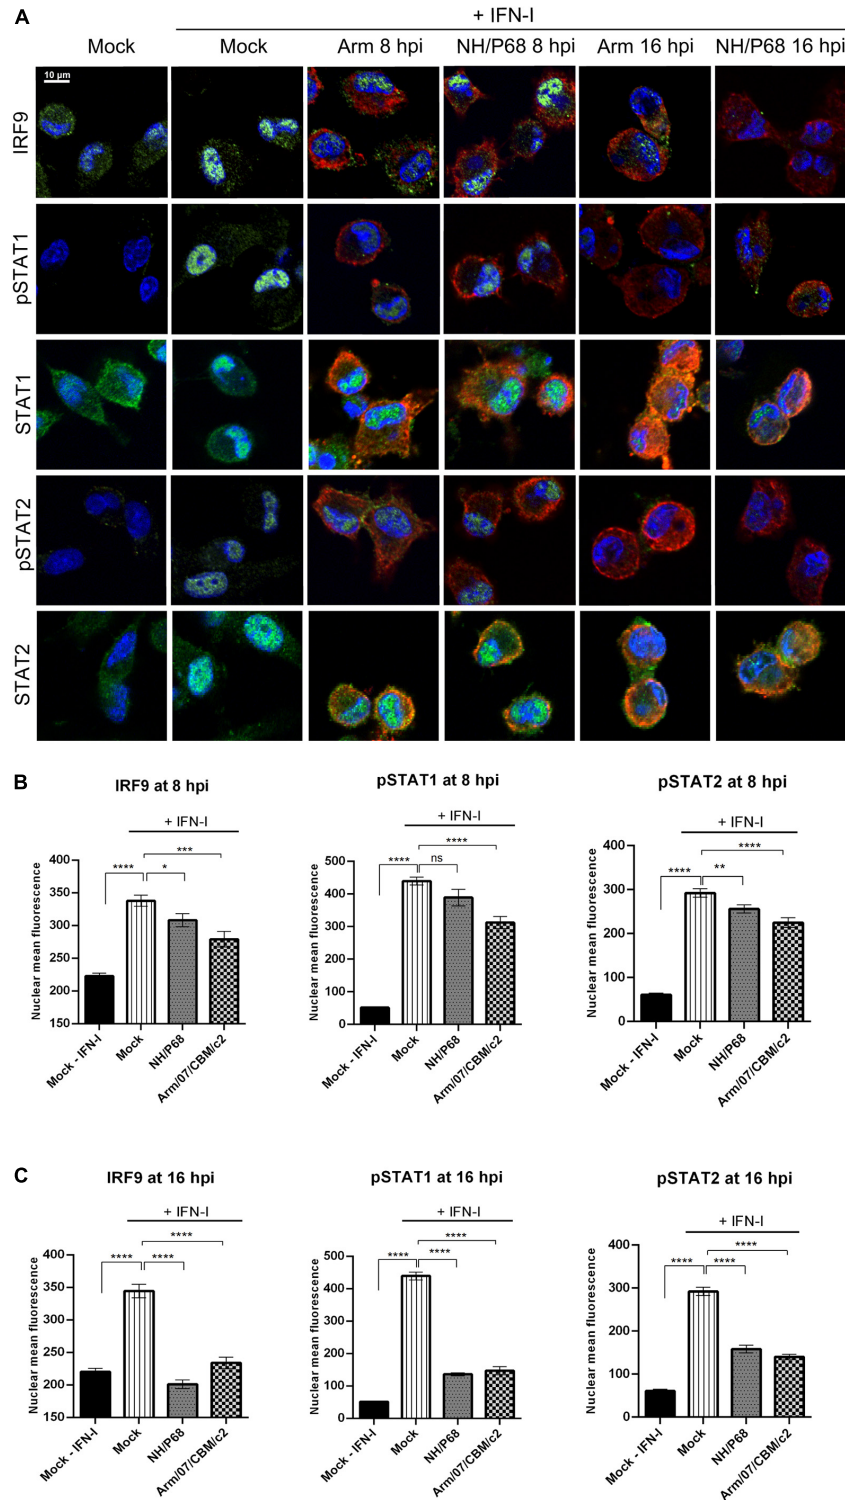 A
+ IFN-I
Mock Mock Arm 8 hpi NH/P68 8 hpi Arm 16 hpi NH/P68 16 hpi
10 µm
IRF9
pSTAT1
STAT1
pSTAT2
STAT2
B
IRF9 at 8 hpi
+ IFN-I
***
**** *
Nuclear mean fluorescence
400
350
300
250
200
150
Mock - IFN-I
Mock
NH/P68
Arm/07/CBM/c2
pSTAT1 at 8 hpi
+ IFN-I
****
**** ns
Nuclear mean fluorescence
500
400
300
200
100
0
Mock - IFN-I
Mock
NH/P68
Arm/07/CBM/c2
pSTAT2 at 8 hpi
+ IFN-I
****
**** **
Nuclear mean fluorescence
400
300
200
100
0
Mock - IFN-I
Mock
NH/P68
Arm/07/CBM/c2
C
IRF9 at 16 hpi
+ IFN-I
****
**** ****
Nuclear mean fluorescence
400
350
300
250
200
150
Mock - IFN-I
Mock
NH/P68
Arm/07/CBM/c2
pSTAT1 at 16 hpi
+ IFN-I
****
**** ****
Nuclear mean fluorescence
500
400
300
200
100
0
Mock - IFN-I
Mock
NH/P68
Arm/07/CBM/c2
pSTAT2 at 16 hpi
+ IFN-I
****
**** ****
Nuclear mean fluorescence
400
300
200
100
0
Mock - IFN-I
Mock
NH/P68
Arm/07/CBM/c2